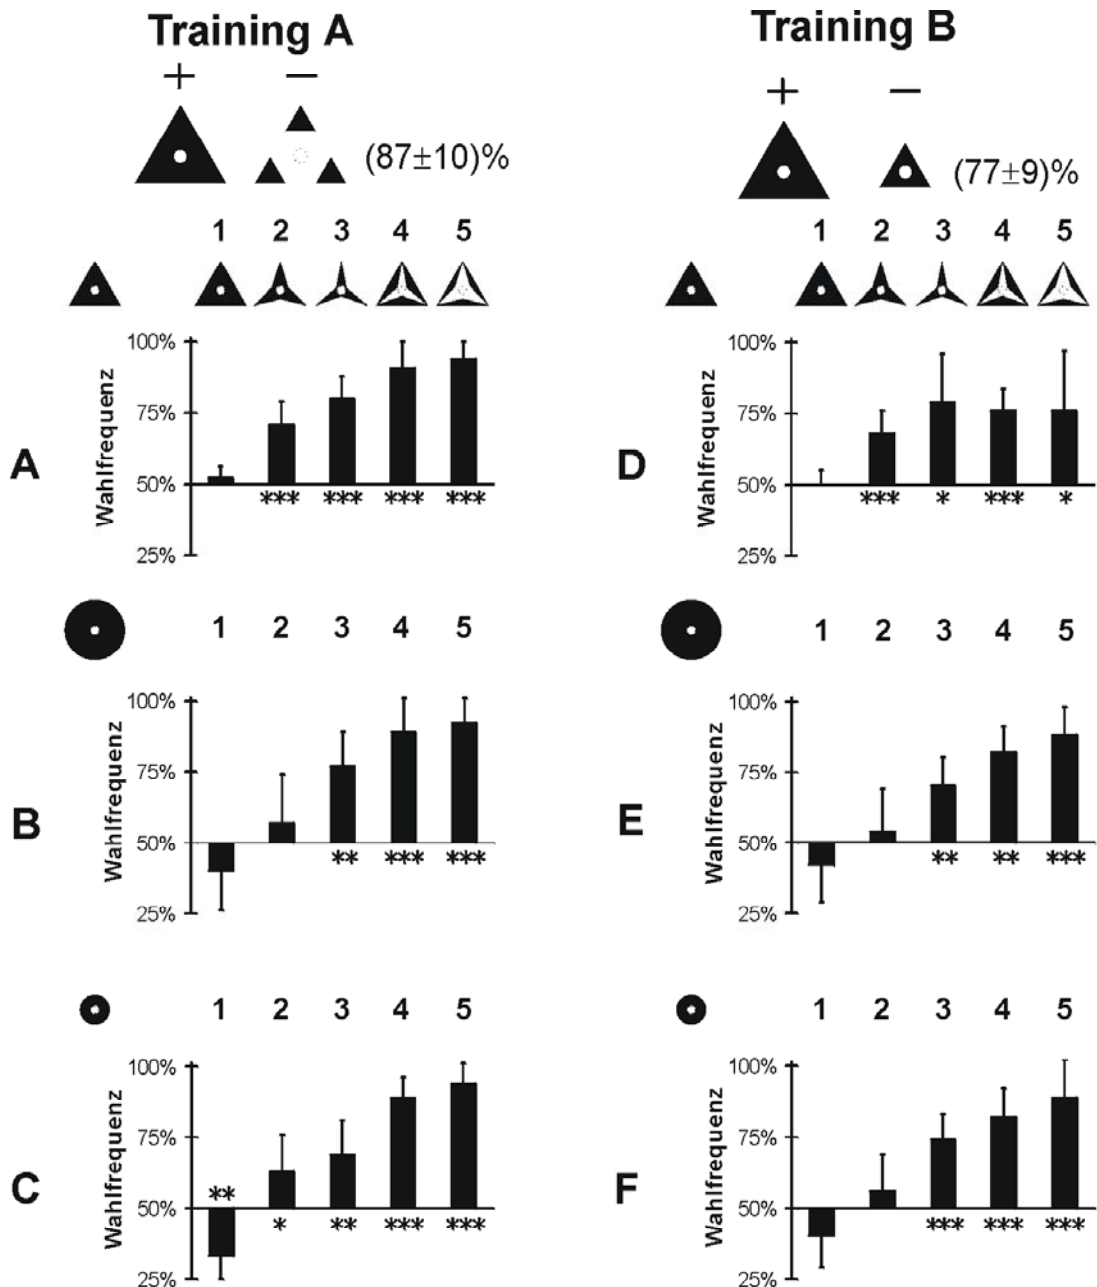 Training A
Training B
+ −
+ −
(87±10)%
(77±9)%
1 2 3 4 5
1 2 3 4 5
A
Wahlfrequenz
100%
75%
50%
25%
*** *** *** ***
D
Wahlfrequenz
100%
75%
50%
25%
*** * *** *
1 2 3 4 5
1 2 3 4 5
B
Wahlfrequenz
100%
75%
50%
25%
** *** ***
E
Wahlfrequenz
100%
75%
50%
25%
** ** ***
1 2 3 4 5
1 2 3 4 5
C
Wahlfrequenz
100%
75%
50%
25%
**
* ** *** ***
F
Wahlfrequenz
100%
75%
50%
25%
*** *** ***